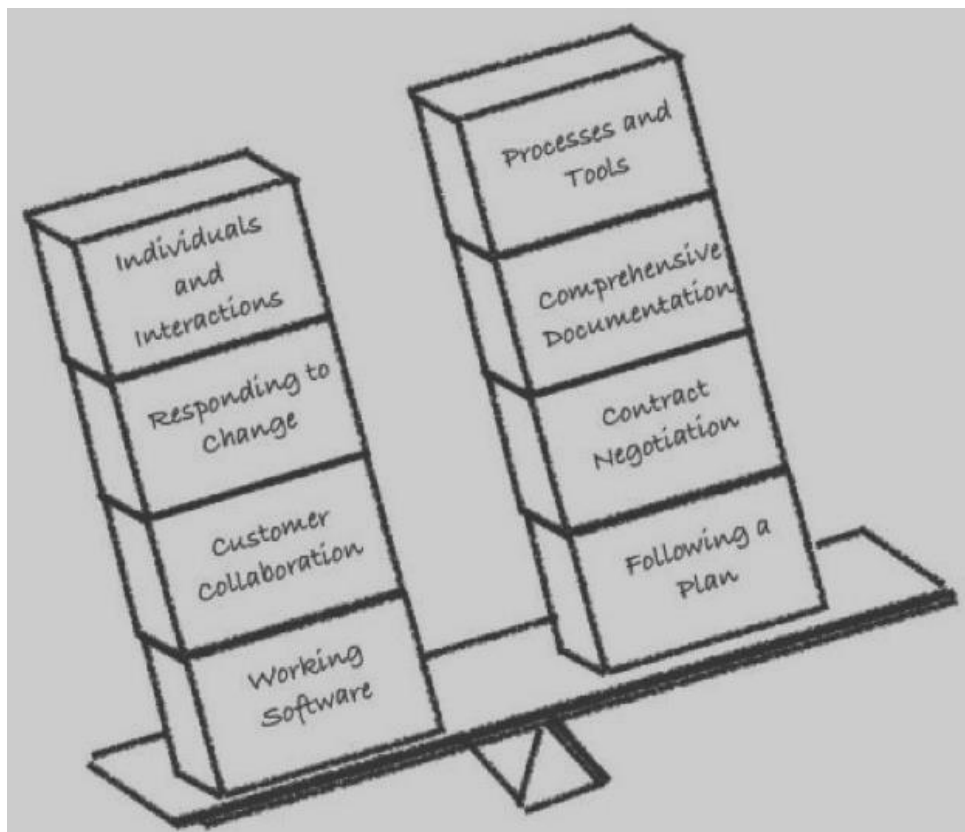 Individuals
and
Interactions
Responding to
Change
Customer
Collaboration
Working
Software
Processes and
Tools
Comprehensive
Documentation
Contract
Negotiation
Following a
Plan